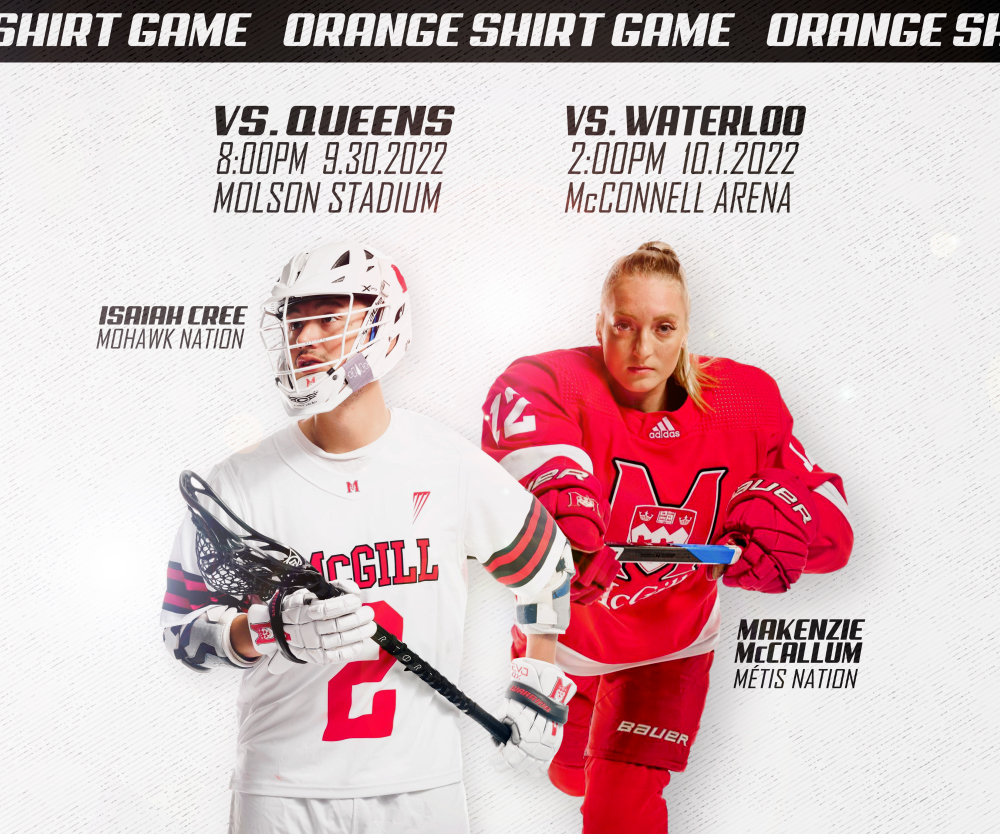 SHIRT GAME ORANGE SHIRT GAME ORANGE SH
VS. QUEENS
8:00PM 9.30.2022
MOLSON STADIUM
VS. WATERLOO
2:00PM 10.1.2022
McCONNELL ARENA
ISAIAH CREE
MOHAWK NATION
12
adidas
BAUER
BAUER
M
McGILL
2
McGill
MAKENZIE
McCALLUM
MÉTIS NATION
BAUER